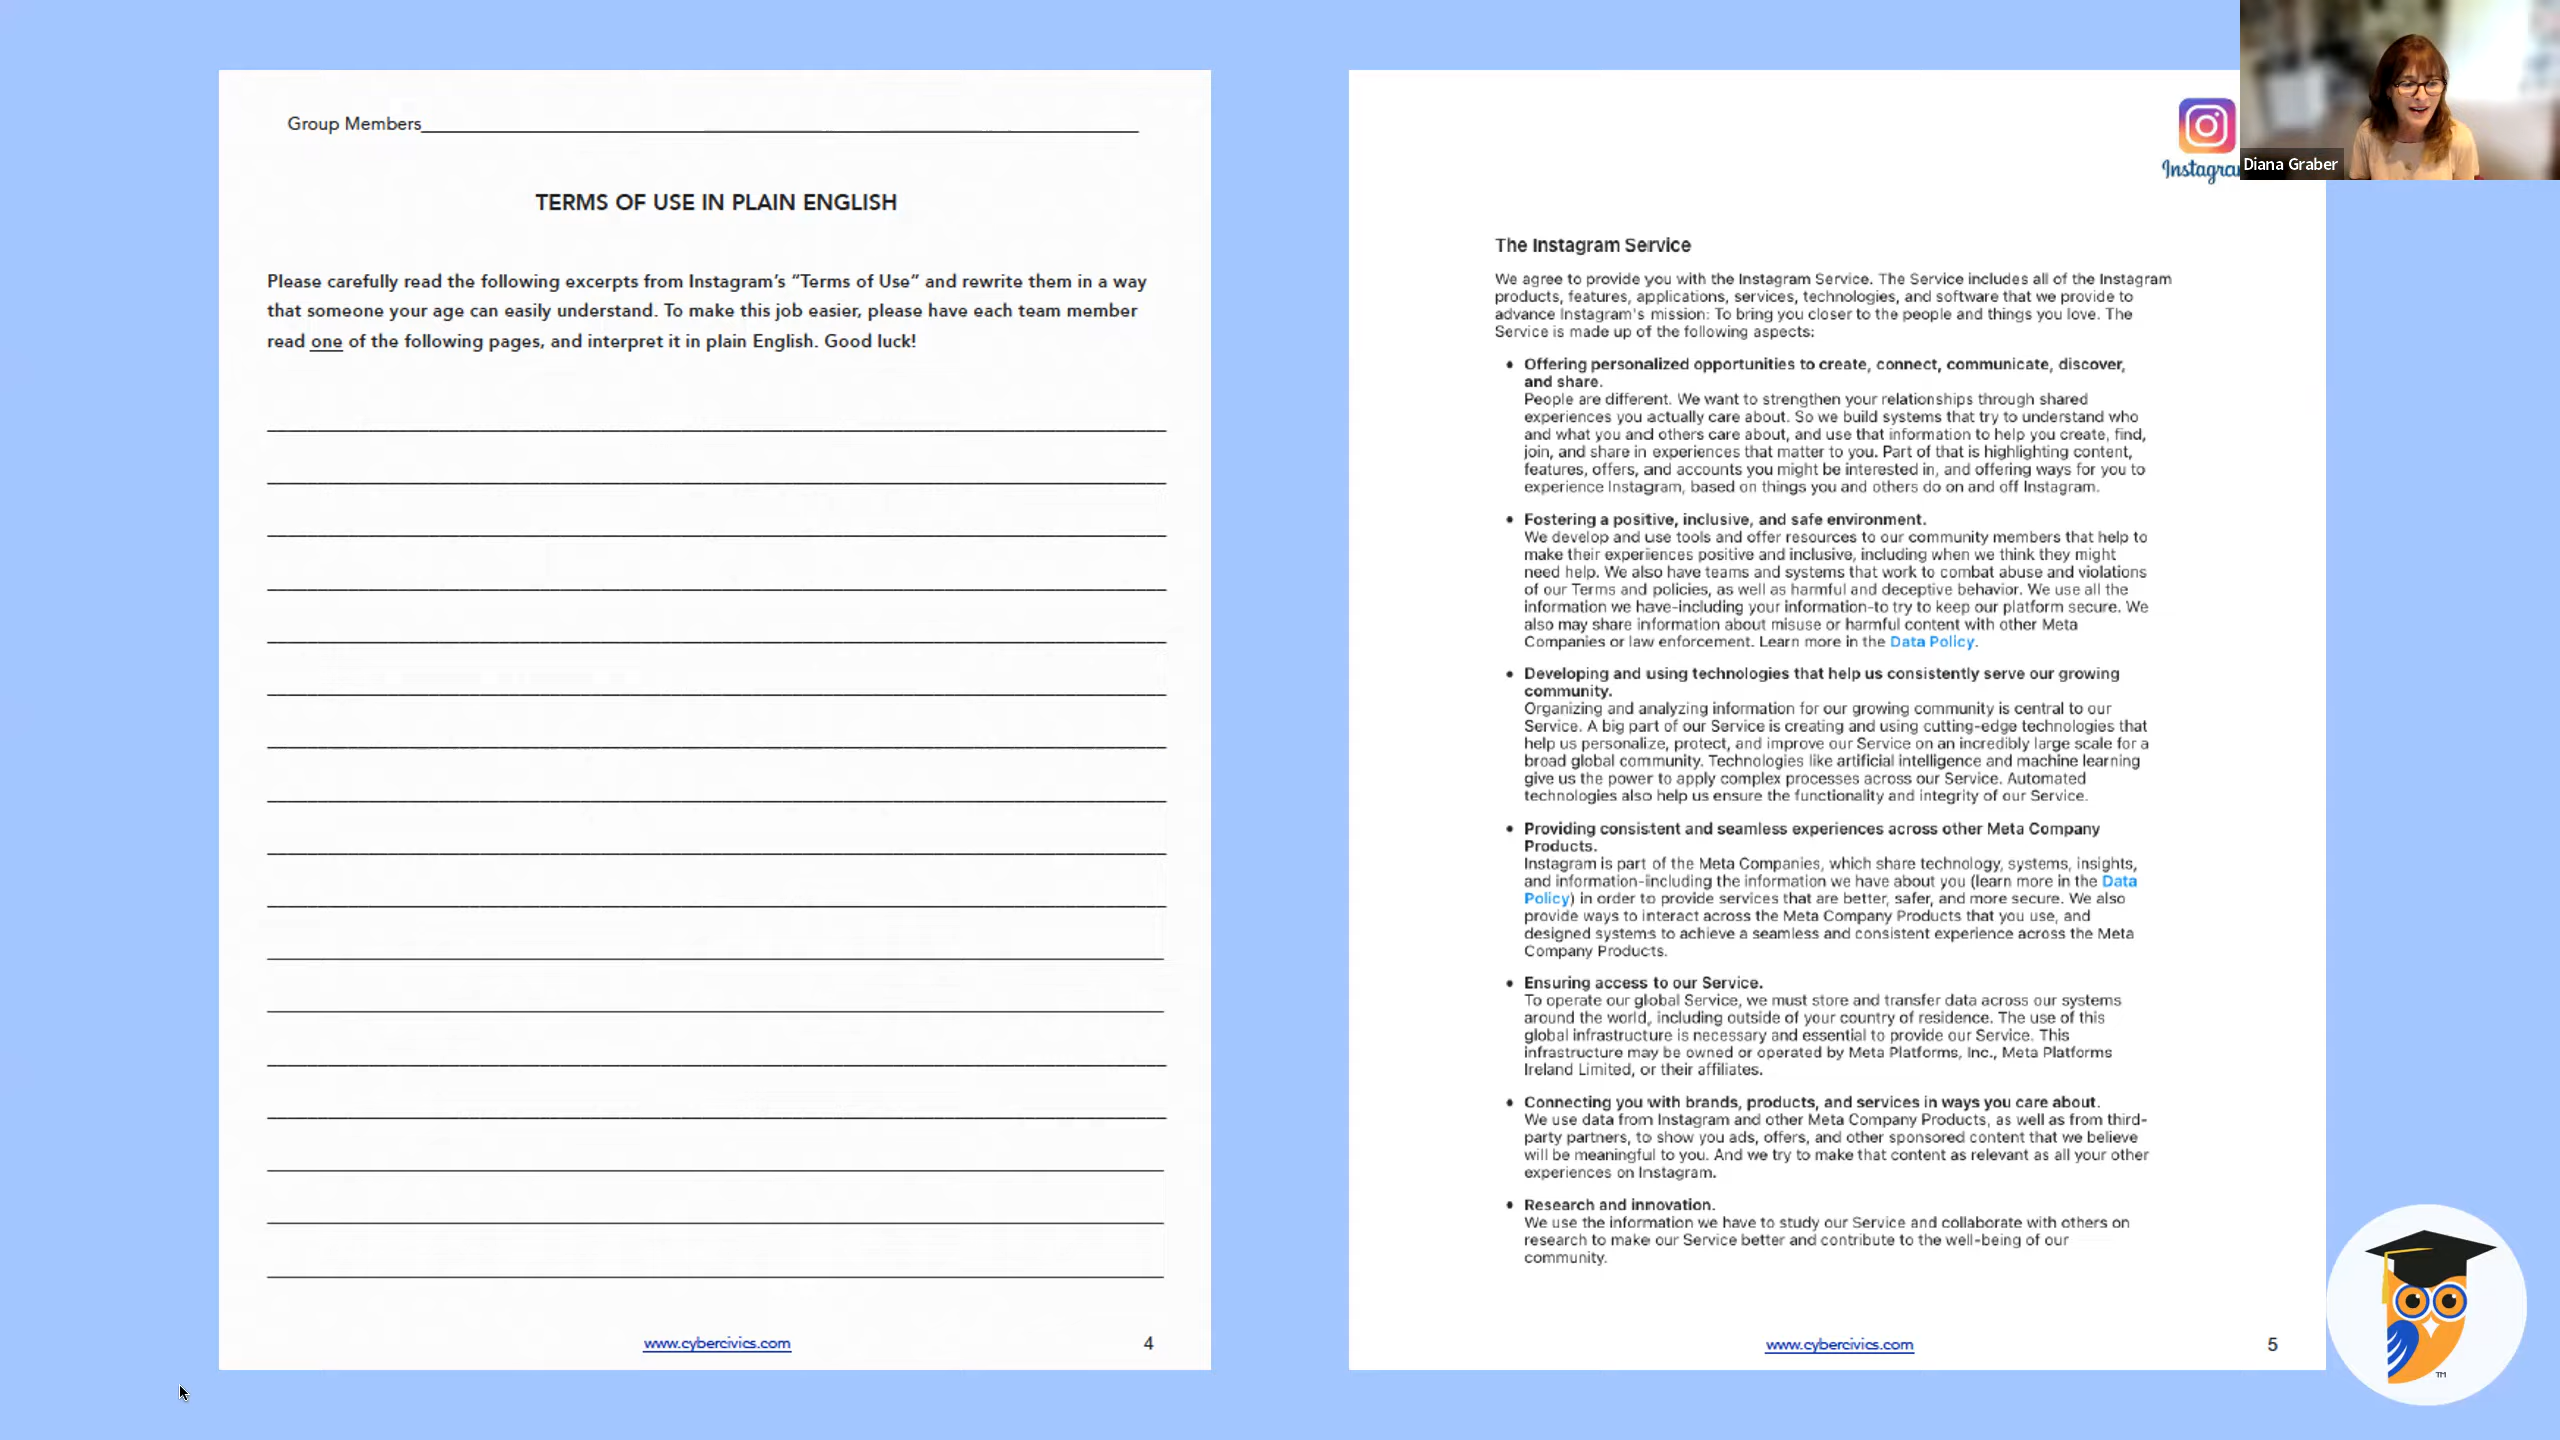 Group Members
TERMS OF USE IN PLAIN ENGLISH
Please carefully read the following excerpts from Instagram's "Terms of Use" and rewrite them in a way
that someone your age can easily understand. To make this job easier, please have each team member
read one of the following pages, and interpret it in plain English. Good luck!
www.cybercivics.com
4
Diana Graber
The Instagram Service
We agree to provide you with the Instagram Service. The Service includes all of the Instagram
products, features, applications, services, technologies, and software that we provide to
advance Instagram's mission: To bring you closer to the people and things you love. The
Service is made up of the following aspects:
• Offering personalized opportunities to create, connect, communicate, discover,
and share.
People are different. We want to strengthen your relationships through shared
experiences you actually care about. So we build systems that try to understand who
and what you and others care about, and use that information to help you create, find,
join, and share in experiences that matter to you. Part of that is highlighting content,
features, offers, and accounts you might be interested in, and offering ways for you to
experience Instagram, based on things you and others do on and off Instagram.
• Fostering a positive, inclusive, and safe environment.
We develop and use tools and offer resources to our community members that help to
make their experiences positive and inclusive, including when we think they might
need help. We also have teams and systems that work to combat abuse and violations
of our Terms and policies, as well as harmful and deceptive behavior. We use all the
information we have-including your information-to try to keep our platform secure. We
also may share information about misuse or harmful content with other Meta
Companies or law enforcement. Learn more in the Data Policy.
• Developing and using technologies that help us consistently serve our growing
community.
Organizing and analyzing information for our growing community is central to our
Service. A big part of our Service is creating and using cutting-edge technologies that
help us personalize, protect, and improve our Service on an incredibly large scale for a
broad global community. Technologies like artificial intelligence and machine learning
give us the power to apply complex processes across our Service. Automated
technologies also help us ensure the functionality and integrity of our Service.
• Providing consistent and seamless experiences across other Meta Company
Products.
Instagram is part of the Meta Companies, which share technology, systems, insights,
and information-including the information we have about you (learn more in the Data
Policy) in order to provide services that are better, safer, and more secure. We also
provide ways to interact across the Meta Company Products that you use, and
designed systems to achieve a seamless and consistent experience across the Meta
Company Products.
• Ensuring access to our Service.
To operate our global Service, we must store and transfer data across our systems
around the world, including outside of your country of residence. The use of this
global infrastructure is necessary and essential to provide our Service. This
infrastructure may be owned or operated by Meta Platforms, Inc., Meta Platforms
Ireland Limited, or their affiliates.
• Connecting you with brands, products, and services in ways you care about.
We use data from Instagram and other Meta Company Products, as well as from third-
party partners, to show you ads, offers, and other sponsored content that we believe
will be meaningful to you. And we try to make that content as relevant as all your other
experiences on Instagram.
• Research and innovation.
We use the information we have to study our Service and collaborate with others on
research to make our Service better and contribute to the well-being of our
community.
www.cybercivics.com
5
TM